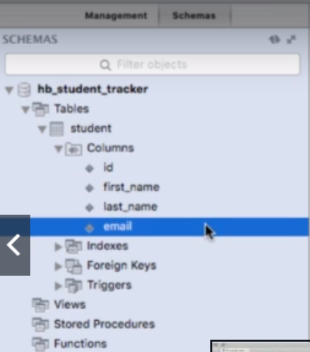 Management Schemas
SCHEMAS
Filter objects
hb_student_tracker
Tables
student
Columns
id
first_name
last_name
email
Indexes
Foreign Keys
Triggers
Views
Stored Procedures
Functions